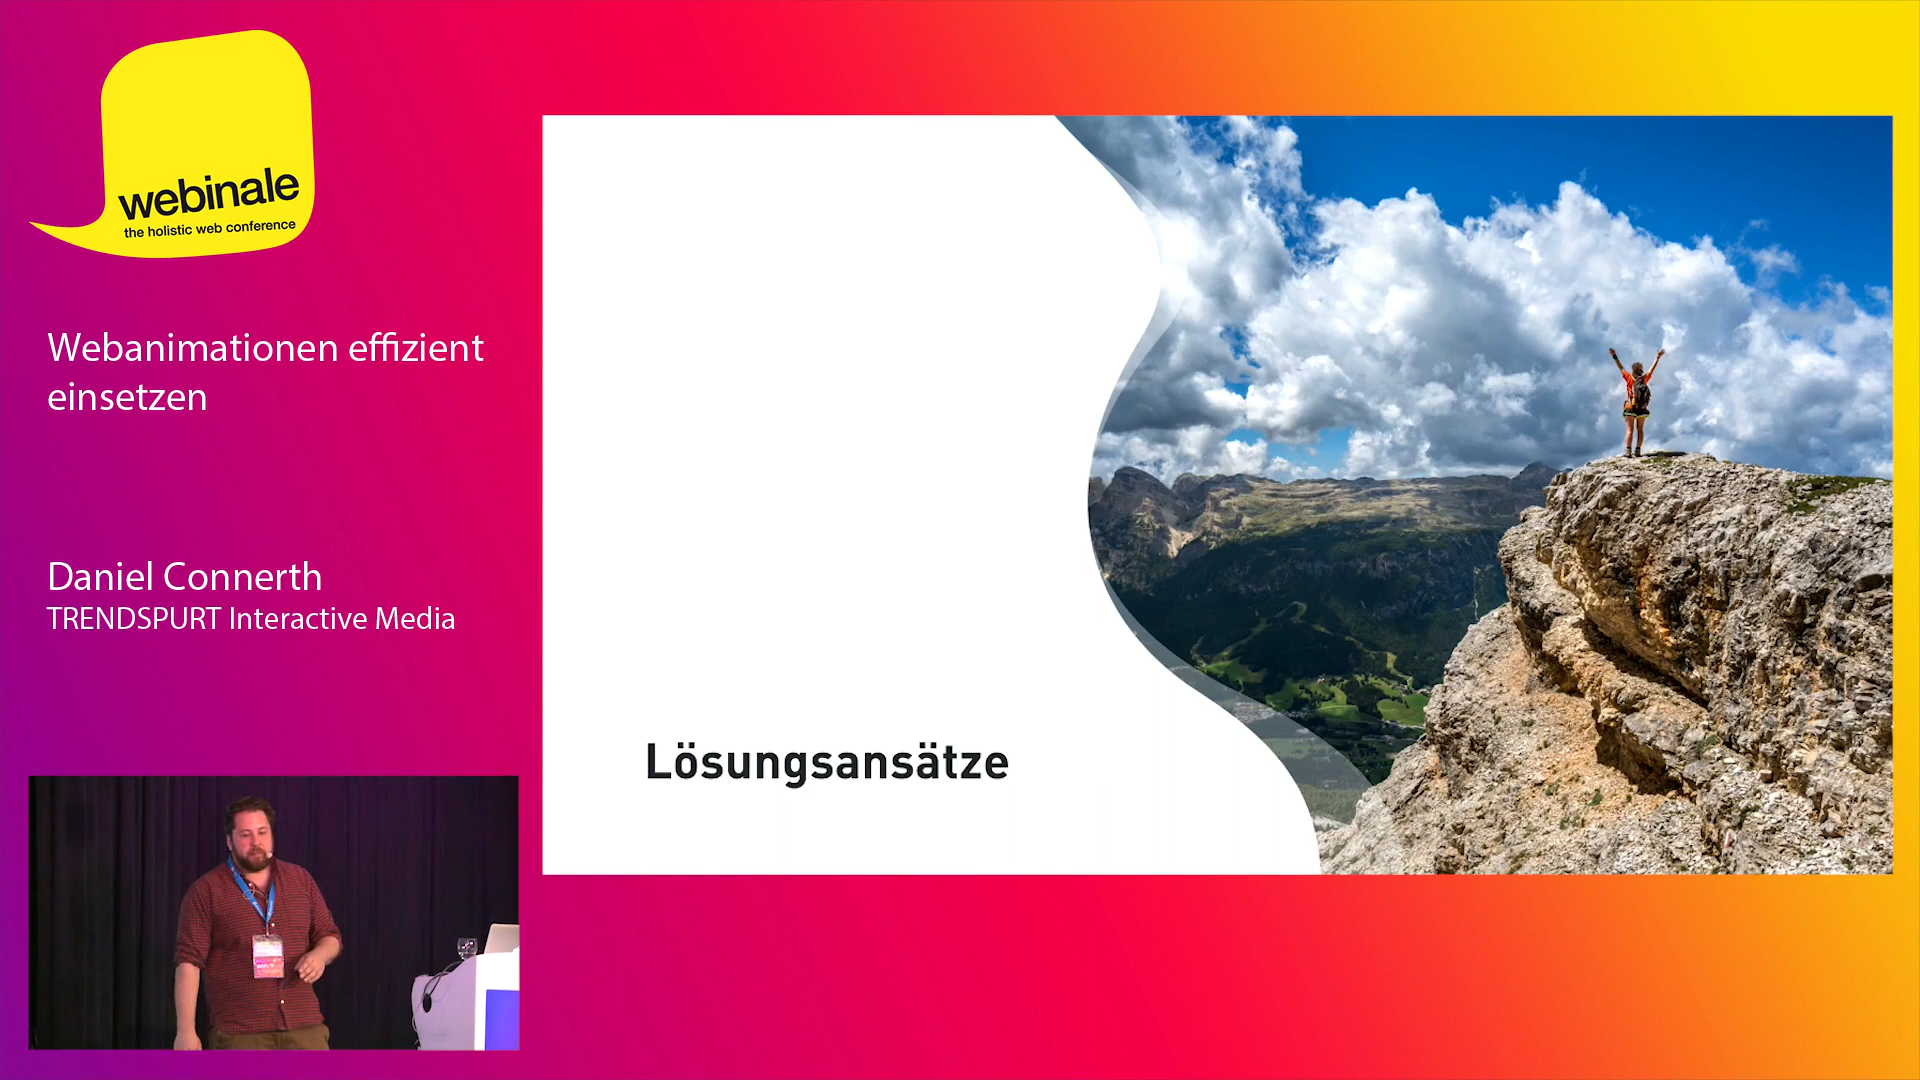 webinale
the holistic web conference
Webanimationen effizient
einsetzen
Daniel Connerth
TRENDSPURT Interactive Media
Lösungsansätze